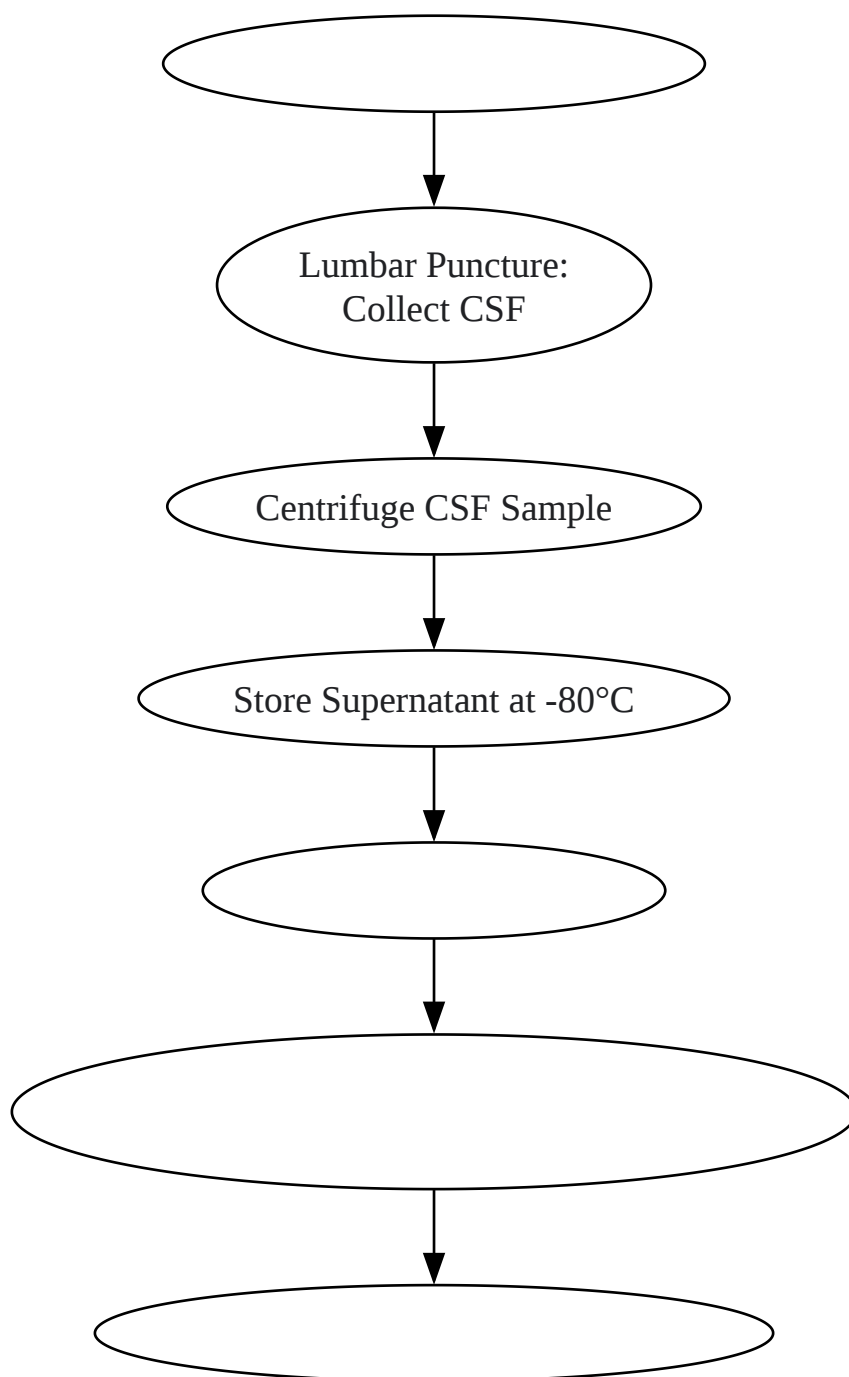 Lumbar Puncture:
Collect CSF
Centrifuge CSF Sample
Store Supernatant at -80°C